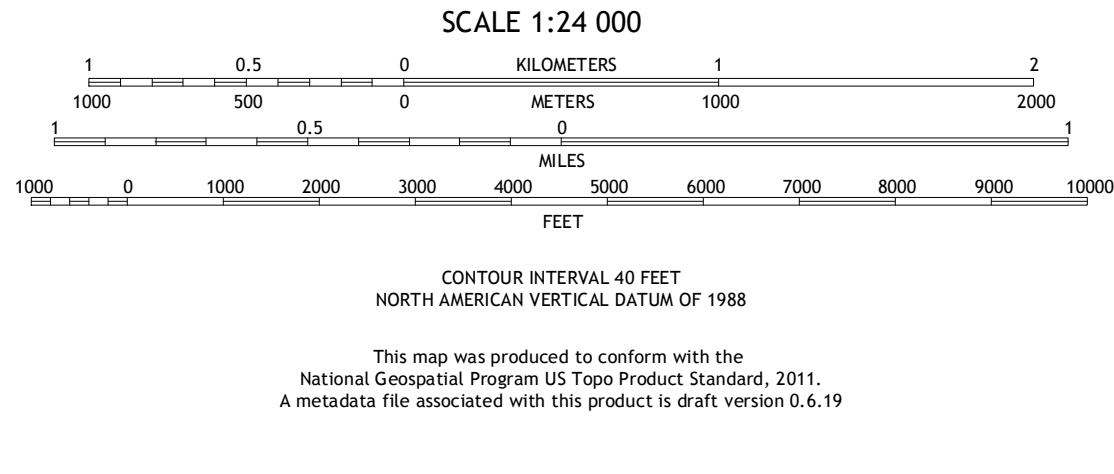 SCALE 1:24 000
1 0.5 0 KILOMETERS 1 2
1000 500 0 METERS 1000 2000
1 0.5 0 1
MILES
1000 0 1000 2000 3000 4000 5000 6000 7000 8000 9000 10000
FEET
CONTOUR INTERVAL 40 FEET
NORTH AMERICAN VERTICAL DATUM OF 1988
This map was produced to conform with the
National Geospatial Program US Topo Product Standard, 2011.
A metadata file associated with this product is draft version 0.6.19